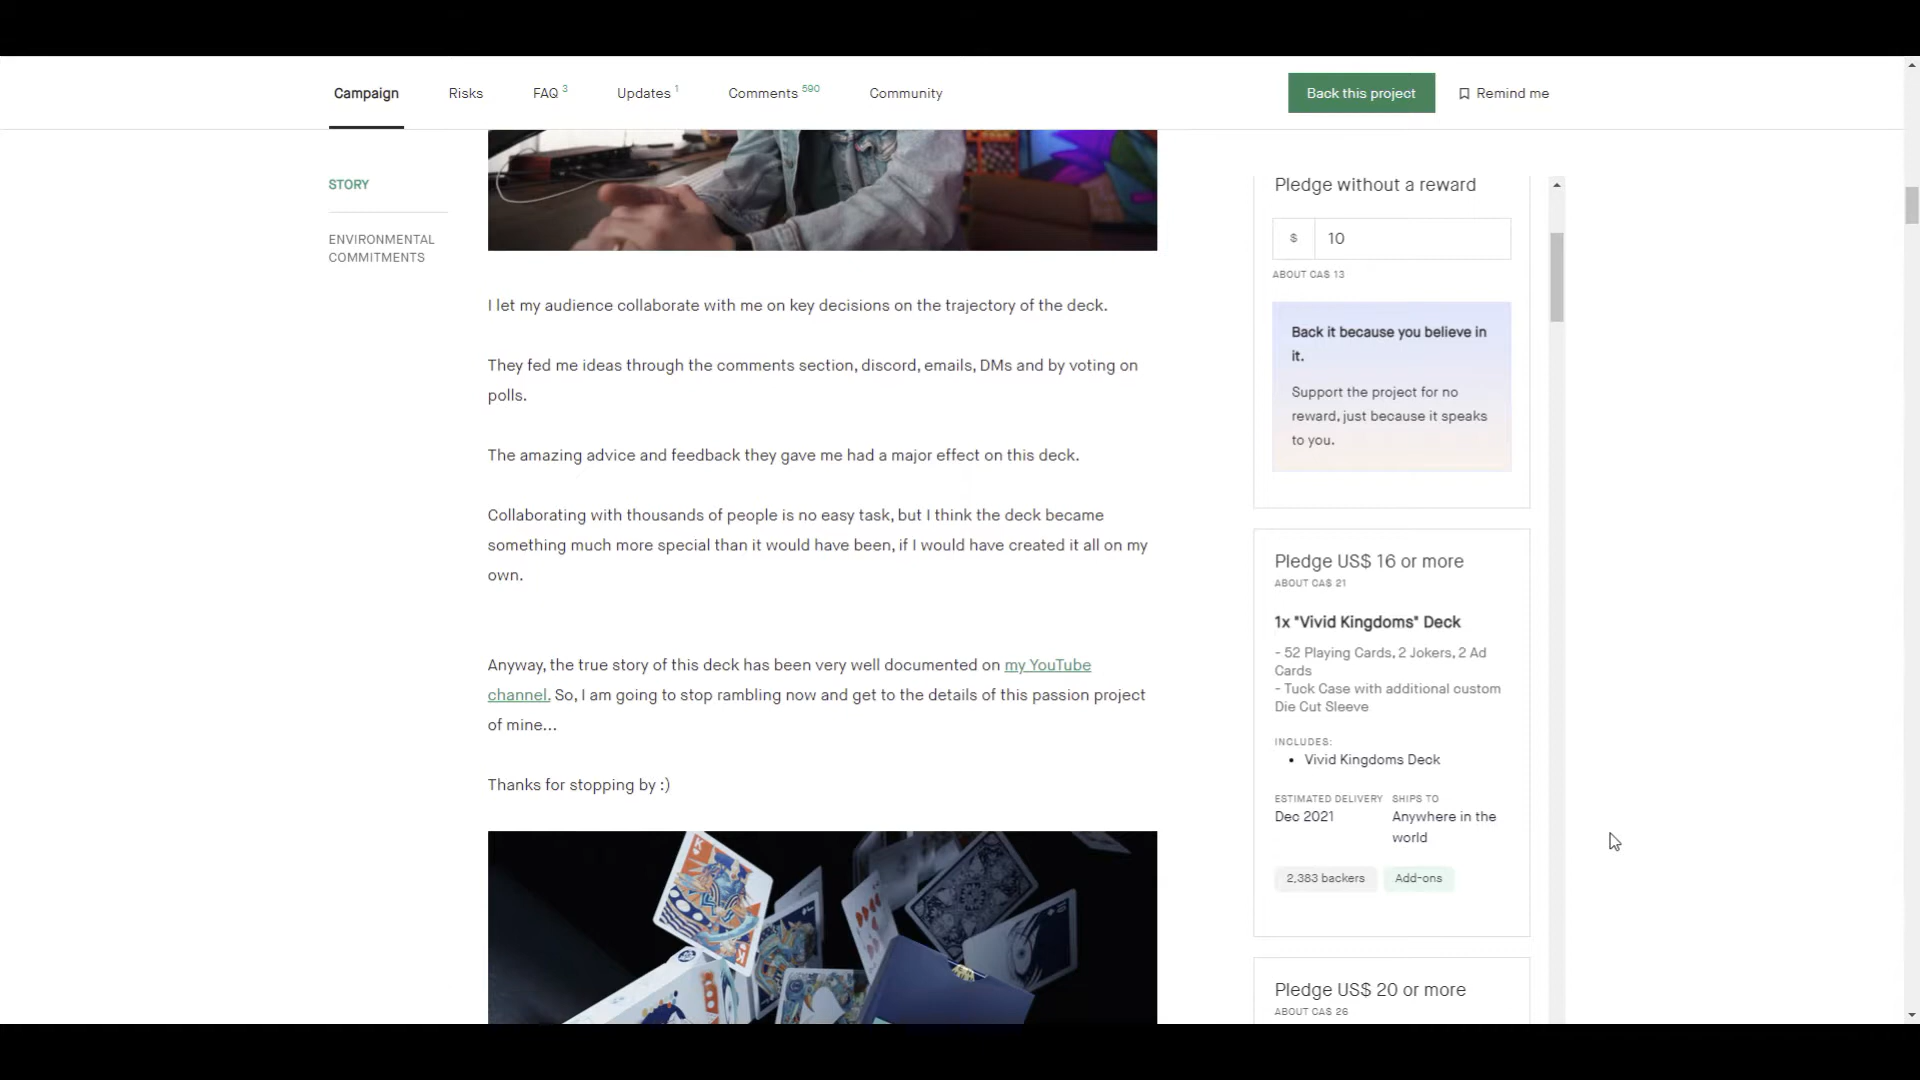 Campaign
Risks
FAQ 3
Updates 1
Comments 590
Community
Back this project
Remind me
STORY
ENVIRONMENTAL
COMMITMENTS
I let my audience collaborate with me on key decisions on the trajectory of the deck.
They fed me ideas through the comments section, discord, emails, DMs and by voting on
polls.
The amazing advice and feedback they gave me had a major effect on this deck.
Collaborating with thousands of people is no easy task, but I think the deck became
something much more special than it would have been, if I would have created it all on my
own.
Anyway, the true story of this deck has been very well documented on my YouTube
channel. So, I am going to stop rambling now and get to the details of this passion project
of mine...
Thanks for stopping by :)
Pledge without a reward
$ 10
ABOUT CA$ 13
Back it because you believe in
it.
Support the project for no
reward, just because it speaks
to you.
Pledge US$ 16 or more
ABOUT CA$ 21
1x "Vivid Kingdoms" Deck
- 52 Playing Cards, 2 Jokers, 2 Ad
Cards
- Tuck Case with additional custom
Die Cut Sleeve
INCLUDES:
• Vivid Kingdoms Deck
ESTIMATED DELIVERY
Dec 2021
SHIPS TO
Anywhere in the
world
2,383 backers
Add-ons
Pledge US$ 20 or more
ABOUT CA$ 26